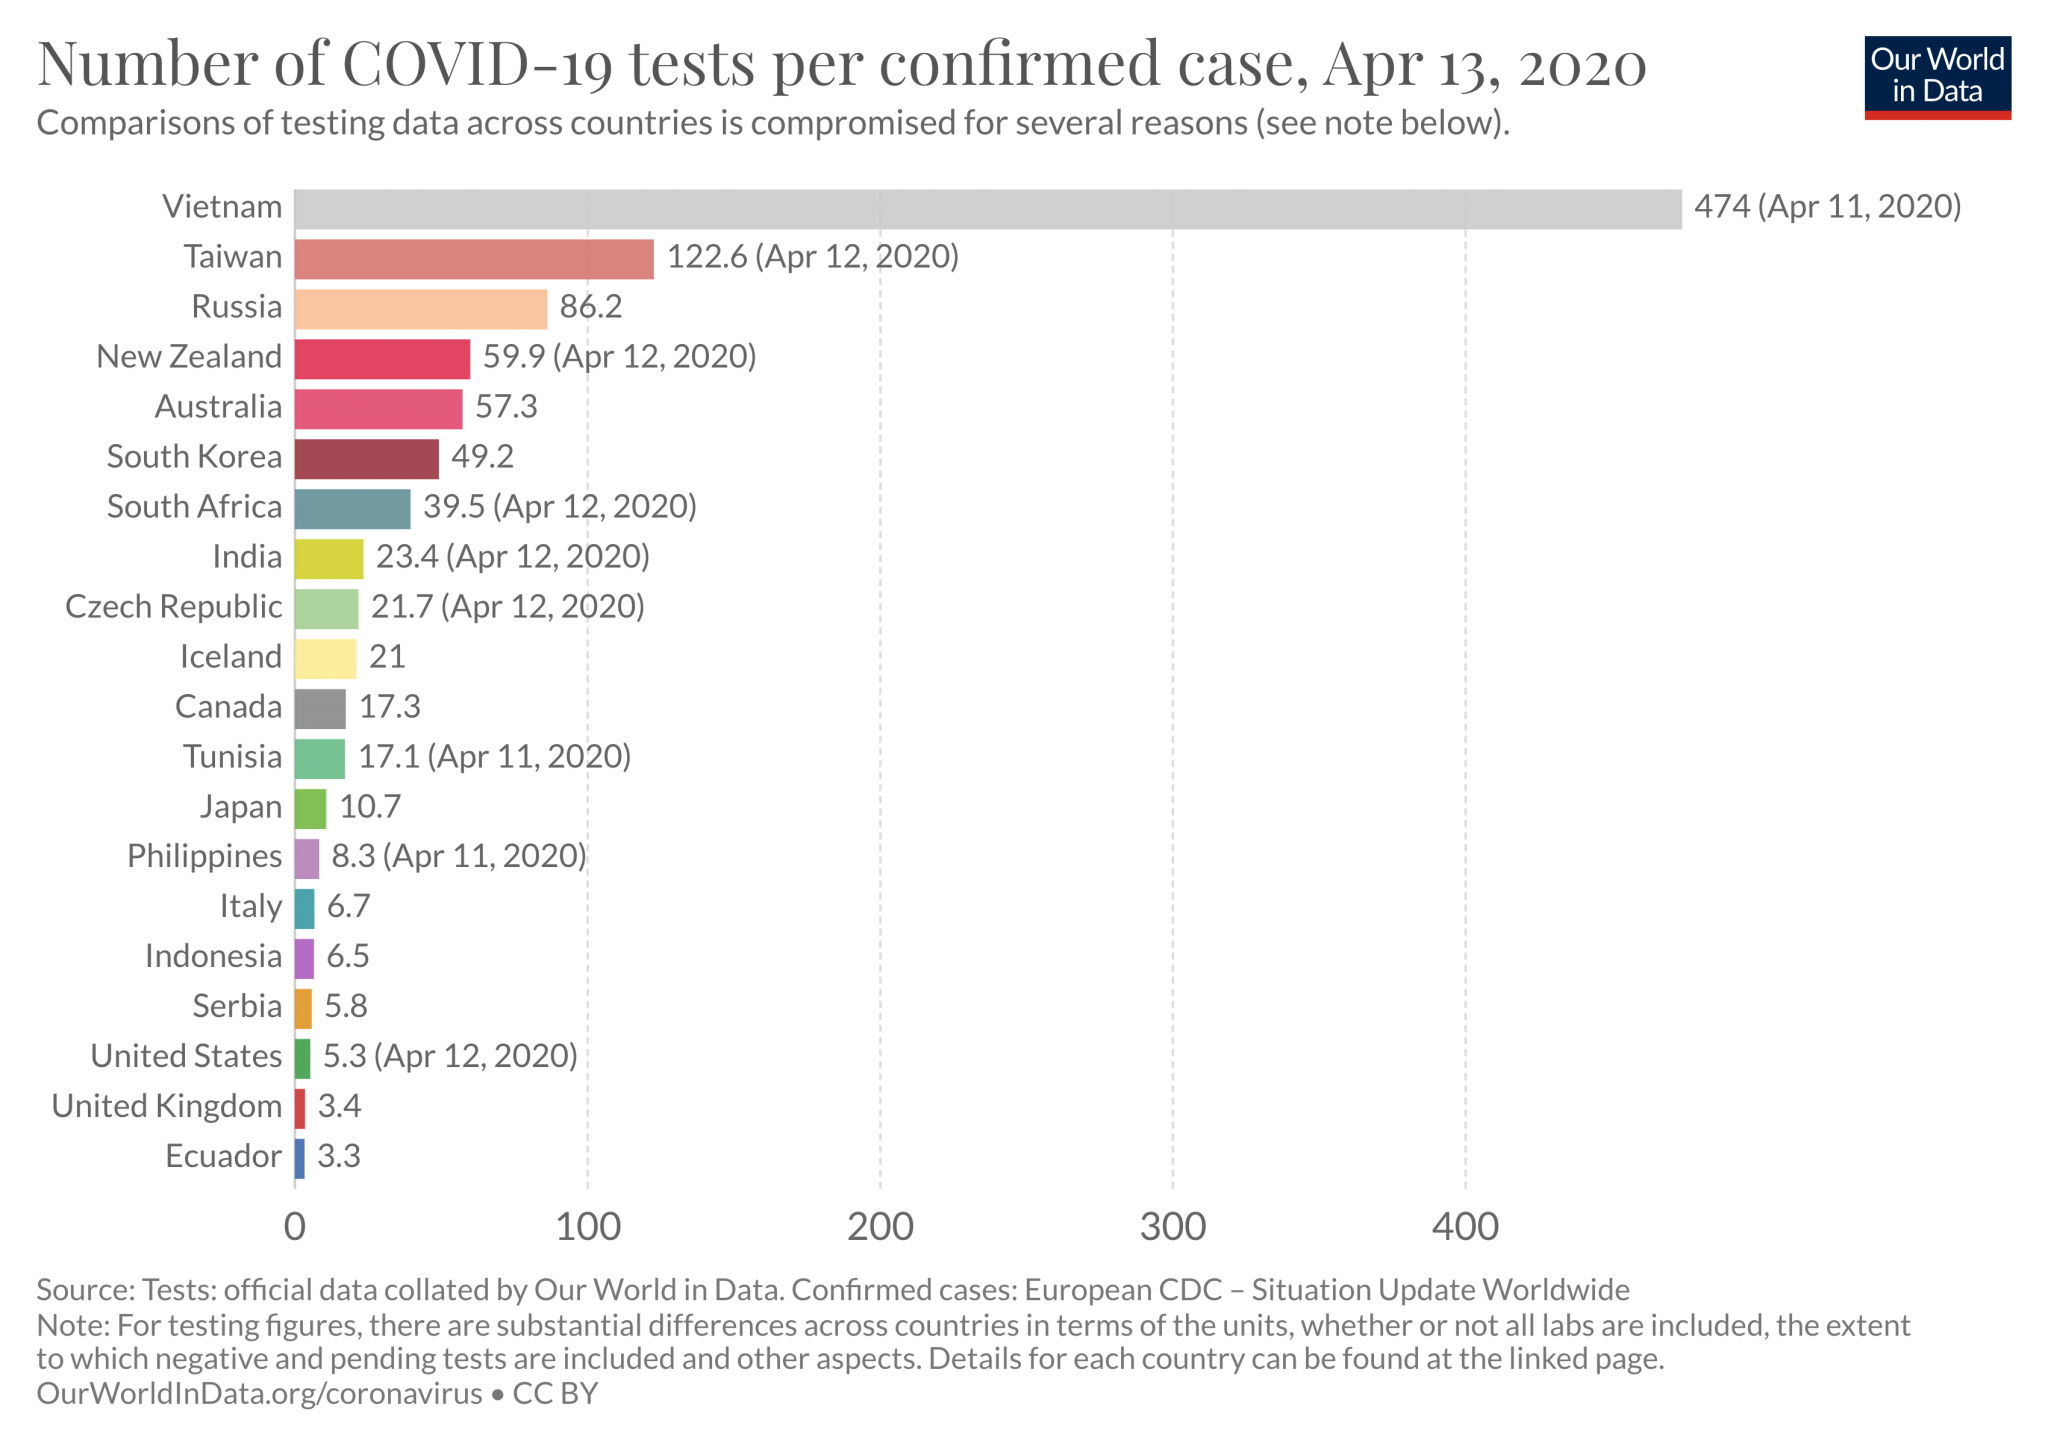 Number of COVID-19 tests per confirmed case, Apr 13, 2020
Our World
in Data
Comparisons of testing data across countries is compromised for several reasons (see note below).
Vietnam 474 (Apr 11, 2020)
Taiwan 122.6 (Apr 12, 2020)
Russia 86.2
New Zealand 59.9 (Apr 12, 2020)
Australia 57.3
South Korea 49.2
South Africa 39.5 (Apr 12, 2020)
India 23.4 (Apr 12, 2020)
Czech Republic 21.7 (Apr 12, 2020)
Iceland 21
Canada 17.3
Tunisia 17.1 (Apr 11, 2020)
Japan 10.7
Philippines 8.3 (Apr 11, 2020)
Italy 6.7
Indonesia 6.5
Serbia 5.8
United States 5.3 (Apr 12, 2020)
United Kingdom 3.4
Ecuador 3.3
0 100 200 300 400
Source: Tests: official data collated by Our World in Data. Confirmed cases: European CDC – Situation Update Worldwide
Note: For testing figures, there are substantial differences across countries in terms of the units, whether or not all labs are included, the extent
to which negative and pending tests are included and other aspects. Details for each country can be found at the linked page.
OurWorldInData.org/coronavirus • CC BY